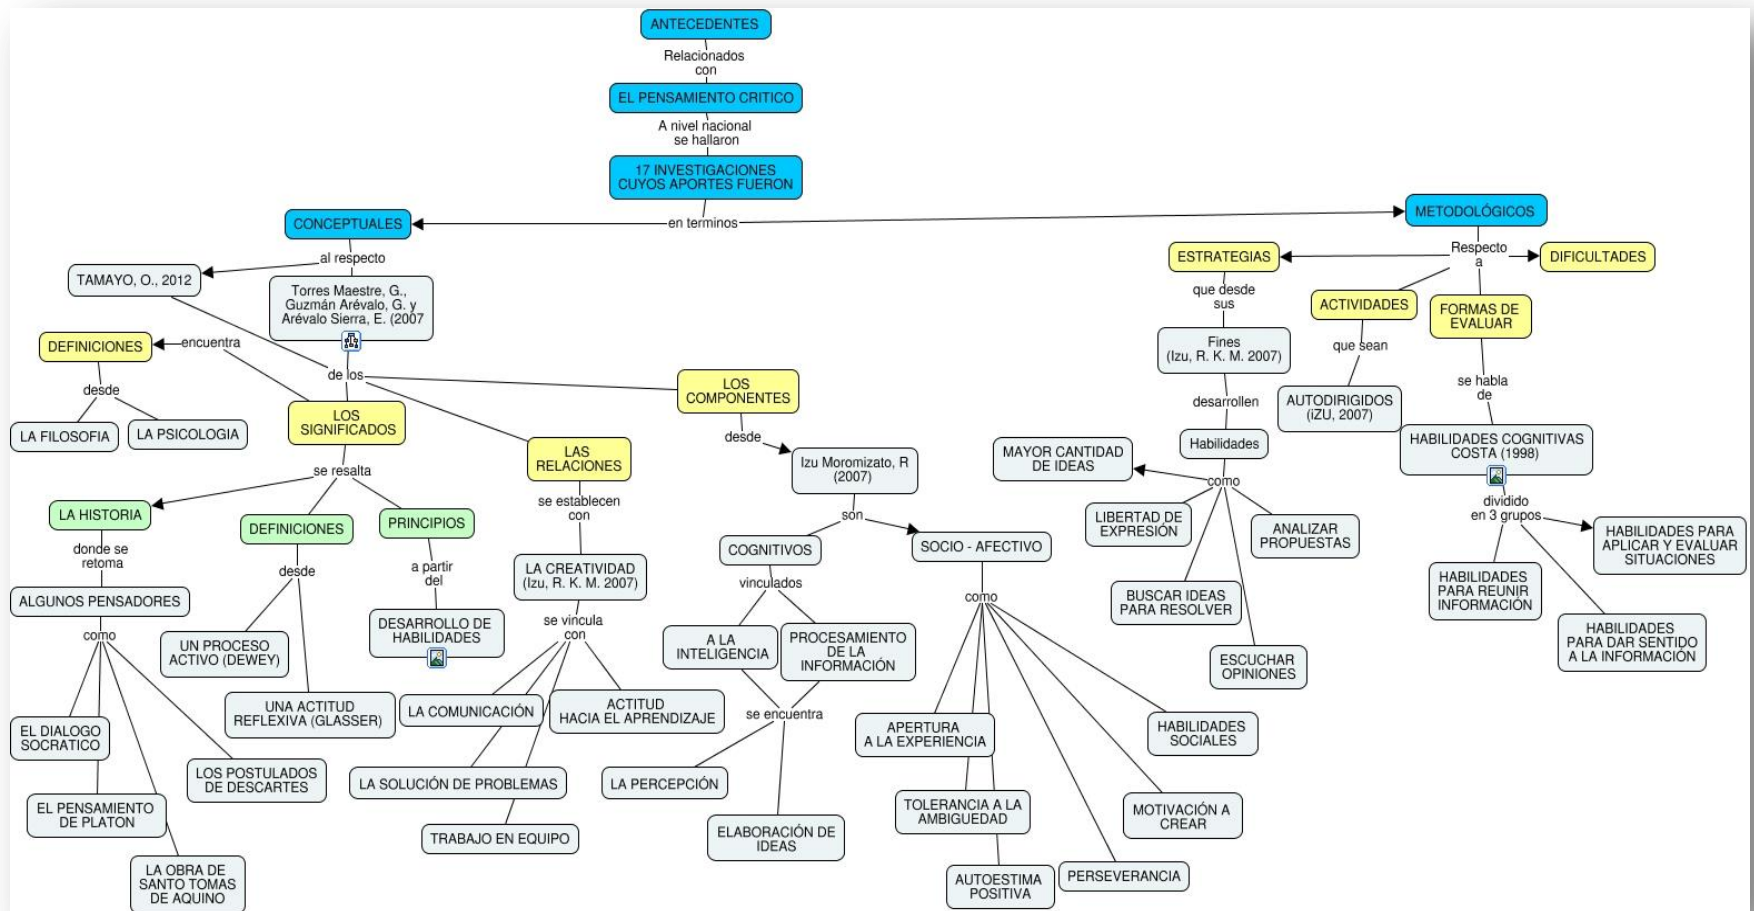 ANTECEDENTES
Relacionados
con
EL PENSAMIENTO CRITICO
A nivel nacional
se hallaron
17 INVESTIGACIONES
CUYOS APORTES FUERON
en terminos
CONCEPTUALES
al respecto
TAMAYO, O., 2012
Torres Maestre, G.,
Guzmán Arévalo, G. y
Arévalo Sierra, E. (2007
DEFINICIONES
encuentra
desde
LA FILOSOFIA
LA PSICOLOGIA
de los
LOS
SIGNIFICADOS
se resalta
LA HISTORIA
donde se
retoma
ALGUNOS PENSADORES
como
EL DIALOGO
SOCRATICO
EL PENSAMIENTO
DE PLATON
LA OBRA DE
SANTO TOMAS
DE AQUINO
LOS POSTULADOS
DE DESCARTES
DEFINICIONES
desde
UN PROCESO
ACTIVO (DEWEY)
UNA ACTITUD
REFLEXIVA (GLASSER)
PRINCIPIOS
a partir
del
DESARROLLO DE
HABILIDADES
LAS
RELACIONES
se establecen
con
LA CREATIVIDAD
(Izu, R. K. M. 2007)
se vincula
con
LA COMUNICACIÓN
LA SOLUCIÓN DE PROBLEMAS
TRABAJO EN EQUIPO
ACTITUD
HACIA EL APRENDIZAJE
LOS
COMPONENTES
desde
Izu Moromizato, R
(2007)
son
COGNITIVOS
vinculados
A LA
INTELIGENCIA
PROCESAMIENTO
DE LA
INFORMACIÓN
se encuentra
LA PERCEPCIÓN
ELABORACIÓN DE
IDEAS
SOCIO - AFECTIVO
como
APERTURA
A LA EXPERIENCIA
TOLERANCIA A LA
AMBIGUEDAD
AUTOESTIMA
POSITIVA
PERSEVERANCIA
MOTIVACIÓN A
CREAR
HABILIDADES
SOCIALES
METODOLÓGICOS
Respecto
a
ESTRATEGIAS
DIFICULTADES
que desde
sus
Fines
(Izu, R. K. M. 2007)
desarrollen
Habilidades
como
MAYOR CANTIDAD
DE IDEAS
LIBERTAD DE
EXPRESIÓN
BUSCAR IDEAS
PARA RESOLVER
ESCUCHAR
OPINIONES
ANALIZAR
PROPUESTAS
ACTIVIDADES
que sean
AUTODIRIGIDOS
(iZU, 2007)
FORMAS DE
EVALUAR
se habla
de
HABILIDADES COGNITIVAS
COSTA (1998)
dividido
en 3 grupos
HABILIDADES
PARA REUNIR
INFORMACIÓN
HABILIDADES
PARA DAR SENTIDO
A LA INFORMACIÓN
HABILIDADES PARA
APLICAR Y EVALUAR
SITUACIONES